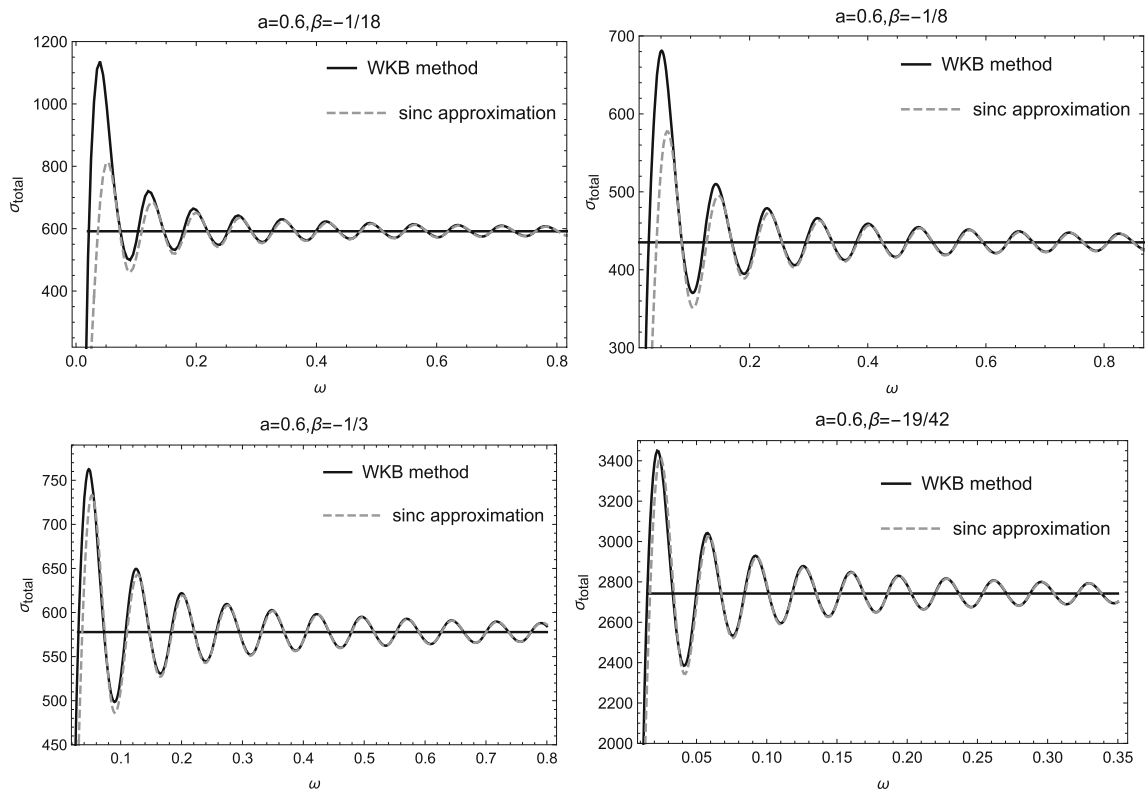 a=0.6,β=−1/18
1200
1000
800
600
400
σtotal
WKB method
sinc approximation
0.0 0.2 0.4 0.6 0.8
ω
a=0.6,β=−1/8
700
600
500
400
300
σtotal
WKB method
sinc approximation
0.2 0.4 0.6 0.8
ω
a=0.6,β=−1/3
750
700
650
600
550
500
450
σtotal
WKB method
sinc approximation
0.1 0.2 0.3 0.4 0.5 0.6 0.7 0.8
ω
a=0.6,β=−19/42
3400
3200
3000
2800
2600
2400
2200
2000
σtotal
WKB method
sinc approximation
0.05 0.10 0.15 0.20 0.25 0.30 0.35
ω